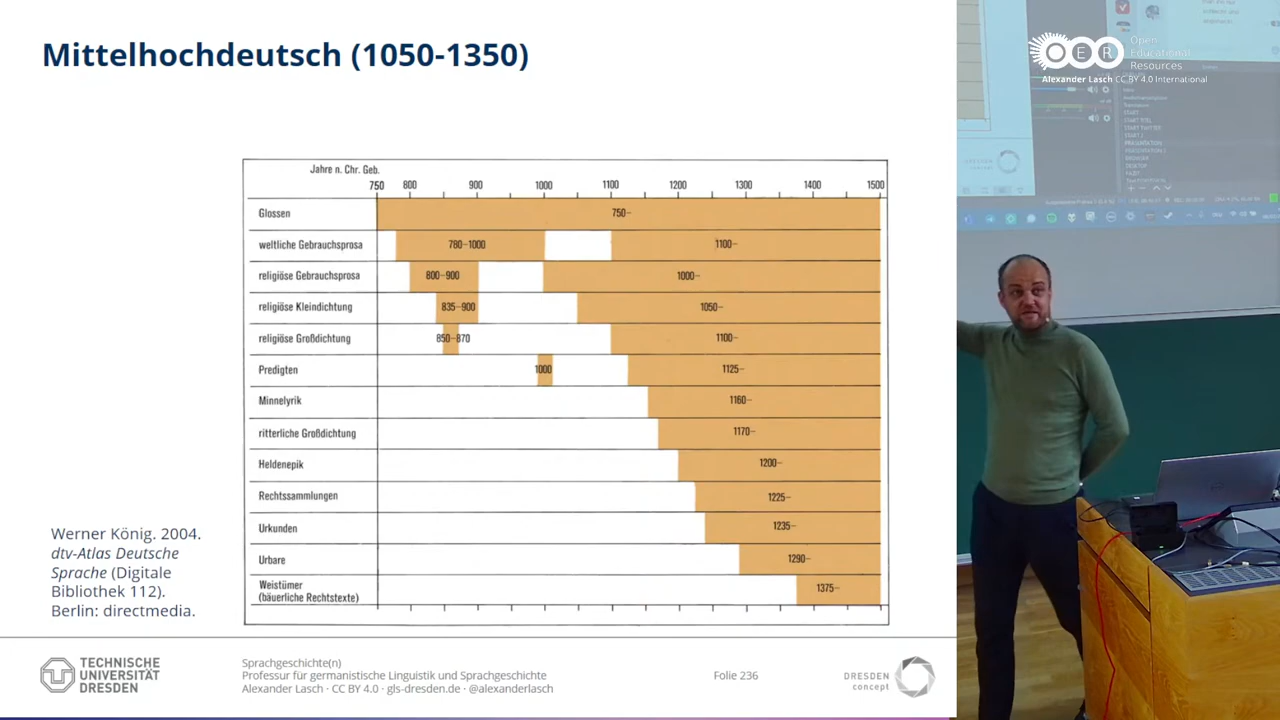 Mittelhochdeutsch (1050-1350)
Open
Educational
Resources
OER
Alexander Lasch CC BY 4.0 International
Jahre n. Chr. Geb.
750 800 900 1000 1100 1200 1300 1400 1500
Glossen 750–
weltliche Gebrauchsprosa 780–1000 1100–
religiöse Gebrauchsprosa 800–900 1000–
religiöse Kleindichtung 835–900 1050–
religiöse Großdichtung 850–870 1100–
Predigten 1000 1125–
Minnelyrik 1160–
ritterliche Großdichtung 1170–
Heldenepik 1200–
Rechtssammlungen 1225–
Urkunden 1235–
Urbare 1290–
Weistümer
(bäuerliche Rechtstexte) 1375–
Werner König. 2004.
dtv-Atlas Deutsche
Sprache (Digitale
Bibliothek 112).
Berlin: directmedia.
TECHNISCHE
UNIVERSITÄT
DRESDEN
Sprachgeschichte(n)
Professur für germanistische Linguistik und Sprachgeschichte
Alexander Lasch · CC BY 4.0 · gls-dresden.de · @alexanderlasch
Folie 236
DRESDEN
concept